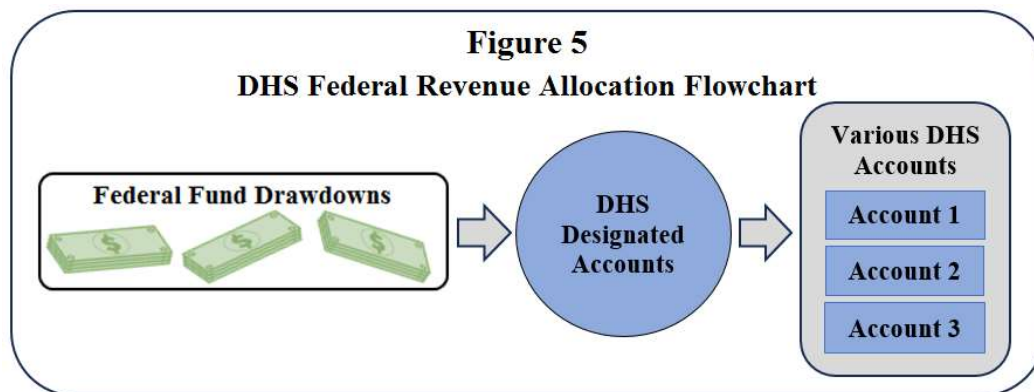 Figure 5
DHS Federal Revenue Allocation Flowchart
Federal Fund Drawdowns
$ $ $
DHS
Designated
Accounts
Various DHS
Accounts
Account 1
Account 2
Account 3